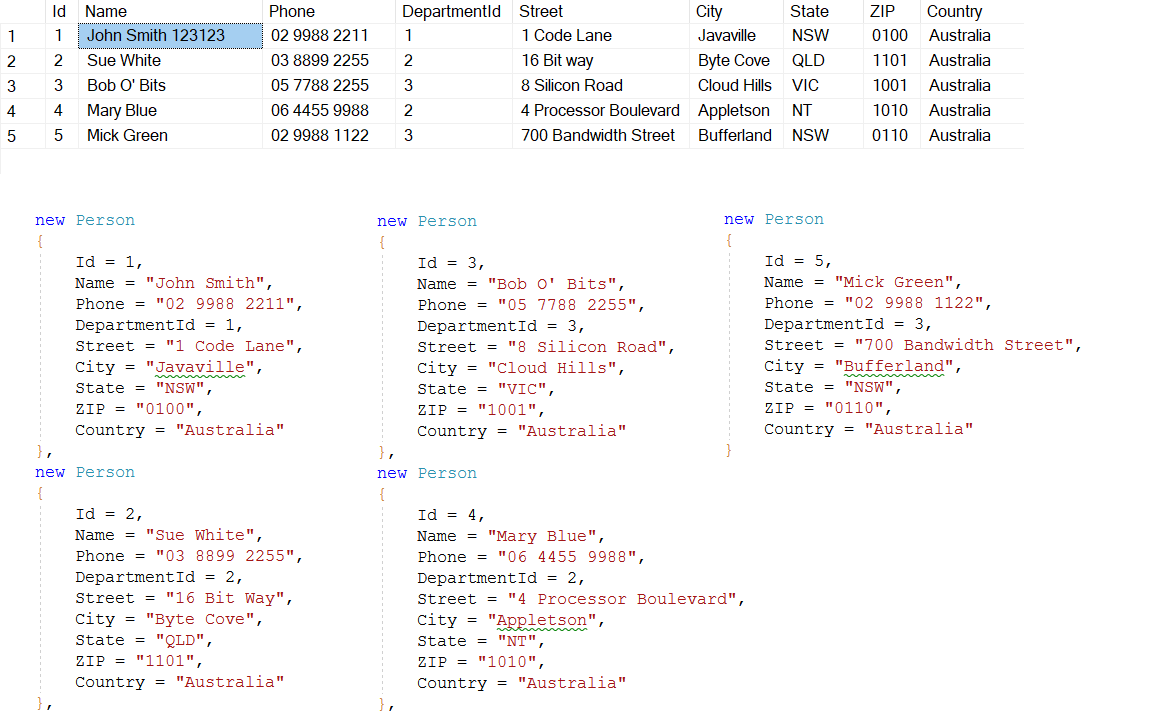 Id Name Phone DepartmentId Street City State ZIP Country
1 1 John Smith 123123 02 9988 2211 1 1 Code Lane Javaville NSW 0100 Australia
2 2 Sue White 03 8899 2255 2 16 Bit way Byte Cove QLD 1101 Australia
3 3 Bob O' Bits 05 7788 2255 3 8 Silicon Road Cloud Hills VIC 1001 Australia
4 4 Mary Blue 06 4455 9988 2 4 Processor Boulevard Appletson NT 1010 Australia
5 5 Mick Green 02 9988 1122 3 700 Bandwidth Street Bufferland NSW 0110 Australia
new Person
{
Id = 1,
Name = "John Smith",
Phone = "02 9988 2211",
DepartmentId = 1,
Street = "1 Code Lane",
City = "Javaville",
State = "NSW",
ZIP = "0100",
Country = "Australia"
},
new Person
{
Id = 2,
Name = "Sue White",
Phone = "03 8899 2255",
DepartmentId = 2,
Street = "16 Bit Way",
City = "Byte Cove",
State = "QLD",
ZIP = "1101",
Country = "Australia"
},
new Person
{
Id = 3,
Name = "Bob O' Bits",
Phone = "05 7788 2255",
DepartmentId = 3,
Street = "8 Silicon Road",
City = "Cloud Hills",
State = "VIC",
ZIP = "1001",
Country = "Australia"
},
new Person
{
Id = 4,
Name = "Mary Blue",
Phone = "06 4455 9988",
DepartmentId = 2,
Street = "4 Processor Boulevard",
City = "Appletson",
State = "NT",
ZIP = "1010",
Country = "Australia"
},
new Person
{
Id = 5,
Name = "Mick Green",
Phone = "02 9988 1122",
DepartmentId = 3,
Street = "700 Bandwidth Street",
City = "Bufferland",
State = "NSW",
ZIP = "0110",
Country = "Australia"
}